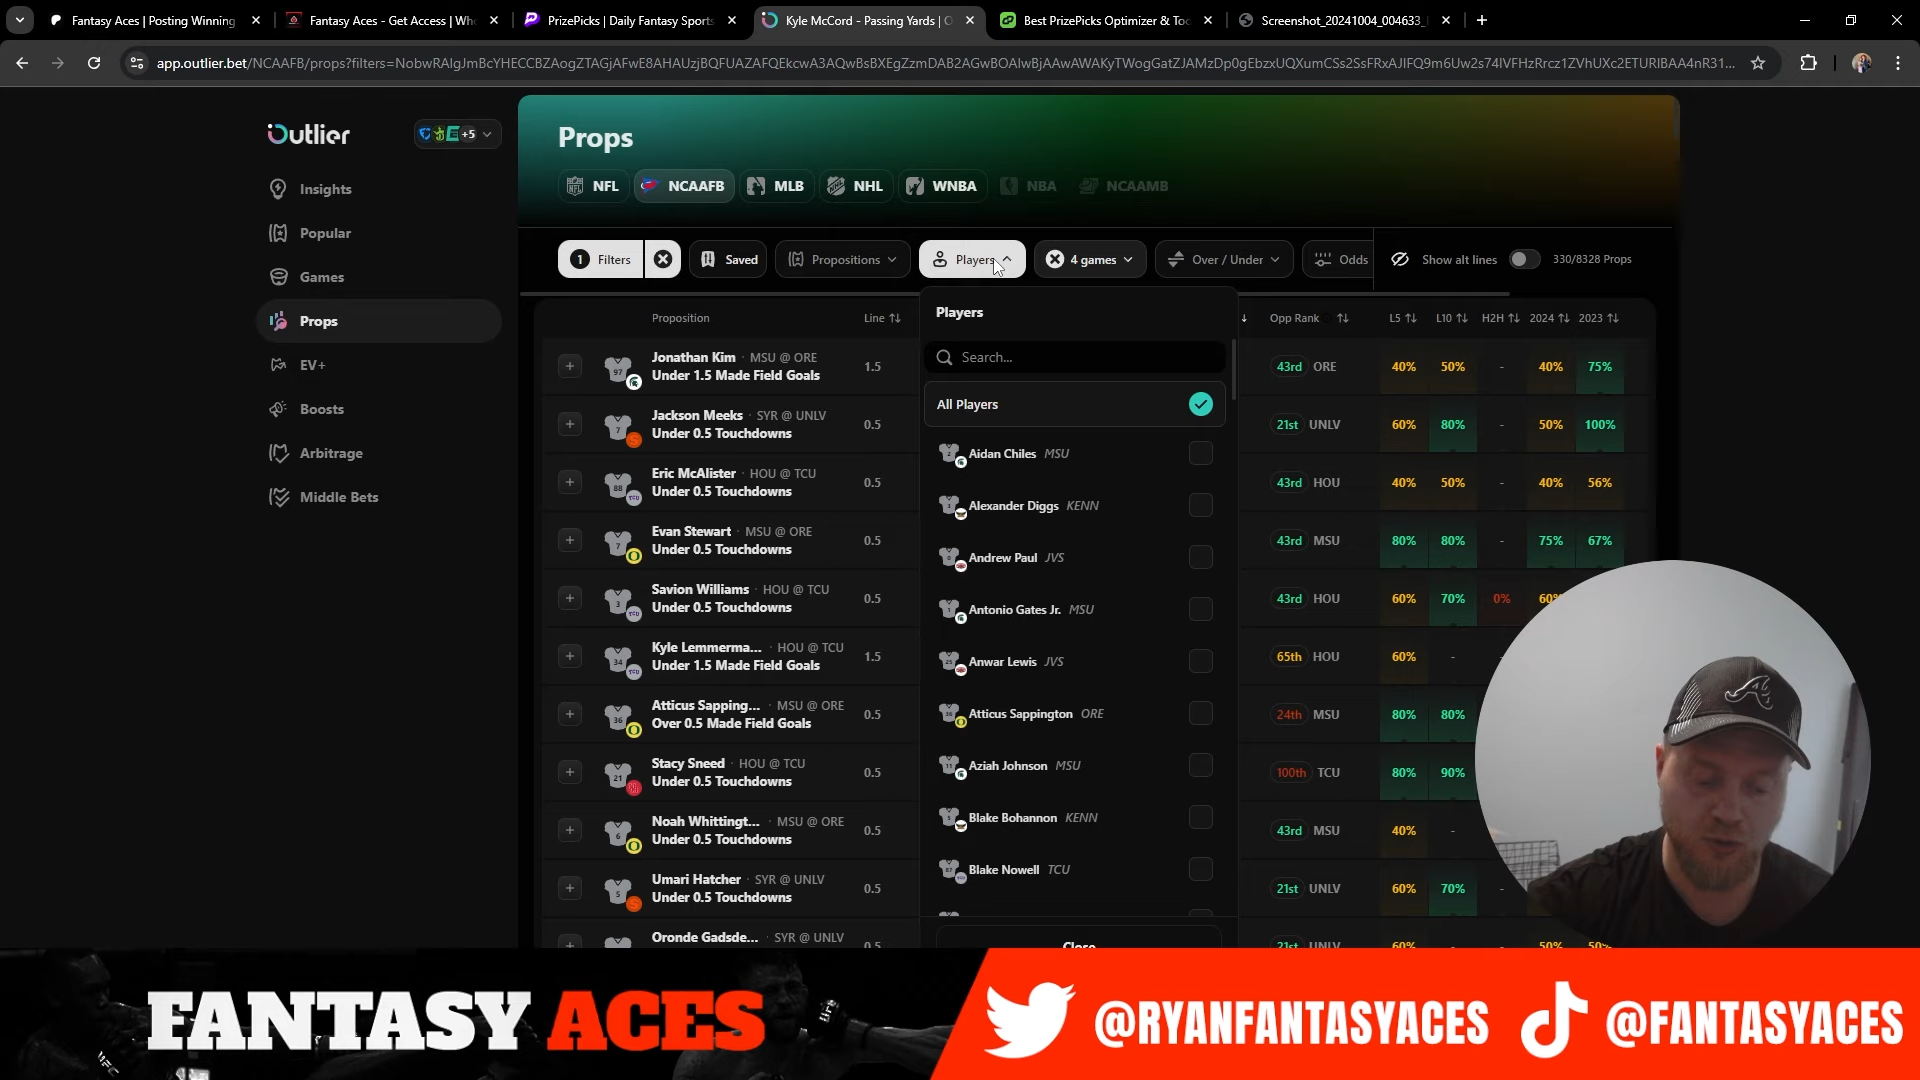 Fantasy Aces | Posting Winning
Fantasy Aces - Get Access | Who
PrizePicks | Daily Fantasy Sports
Kyle McCord - Passing Yards | O
Best PrizePicks Optimizer & Too
Screenshot_20241004_004633_
app.outlier.bet/NCAAFB/props?filters=
Outlier
+5
Insights
Popular
Games
Props
EV+
Boosts
Arbitrage
Middle Bets
Props
NFL
NCAAFB
MLB
NHL
WNBA
NBA
NCAAMB
1 Filters
Saved
Propositions
Players
4 games
Over / Under
Odds
Show alt lines
330/8328 Props
Proposition
Line
Opp Rank
L5
L10
H2H
2024
2023
Jonathan Kim · MSU @ ORE
Under 1.5 Made Field Goals
1.5
43rd ORE 40% 50% - 40% 75%
Jackson Meeks · SYR @ UNLV
Under 0.5 Touchdowns
0.5
21st UNLV 60% 80% - 50% 100%
Eric McAlister · HOU @ TCU
Under 0.5 Touchdowns
0.5
43rd HOU 40% 50% - 40% 56%
Evan Stewart · MSU @ ORE
Under 0.5 Touchdowns
0.5
43rd MSU 80% 80% - 75% 67%
Savion Williams · HOU @ TCU
Under 0.5 Touchdowns
0.5
43rd HOU 60% 70% 0% 60%
Kyle Lemmerma... · HOU @ TCU
Under 1.5 Made Field Goals
1.5
65th HOU 60% -
Atticus Sapping... · MSU @ ORE
Over 0.5 Made Field Goals
0.5
24th MSU 80% 80%
Stacy Sneed · HOU @ TCU
Under 0.5 Touchdowns
0.5
100th TCU 80% 90%
Noah Whittingt... · MSU @ ORE
Under 0.5 Touchdowns
0.5
43rd MSU 40% -
Umari Hatcher · SYR @ UNLV
Under 0.5 Touchdowns
0.5
21st UNLV 60% 70%
Oronde Gadsde... · SYR @ UNLV
0.5
21st UNLV 60% - - 50% 50%
Players
Search...
All Players
Aidan Chiles MSU
Alexander Diggs KENN
Andrew Paul JVS
Antonio Gates Jr. MSU
Anwar Lewis JVS
Atticus Sappington ORE
Aziah Johnson MSU
Blake Bohannon KENN
Blake Nowell TCU
Close
FANTASY ACES
@RYANFANTASYACES
@FANTASYACES